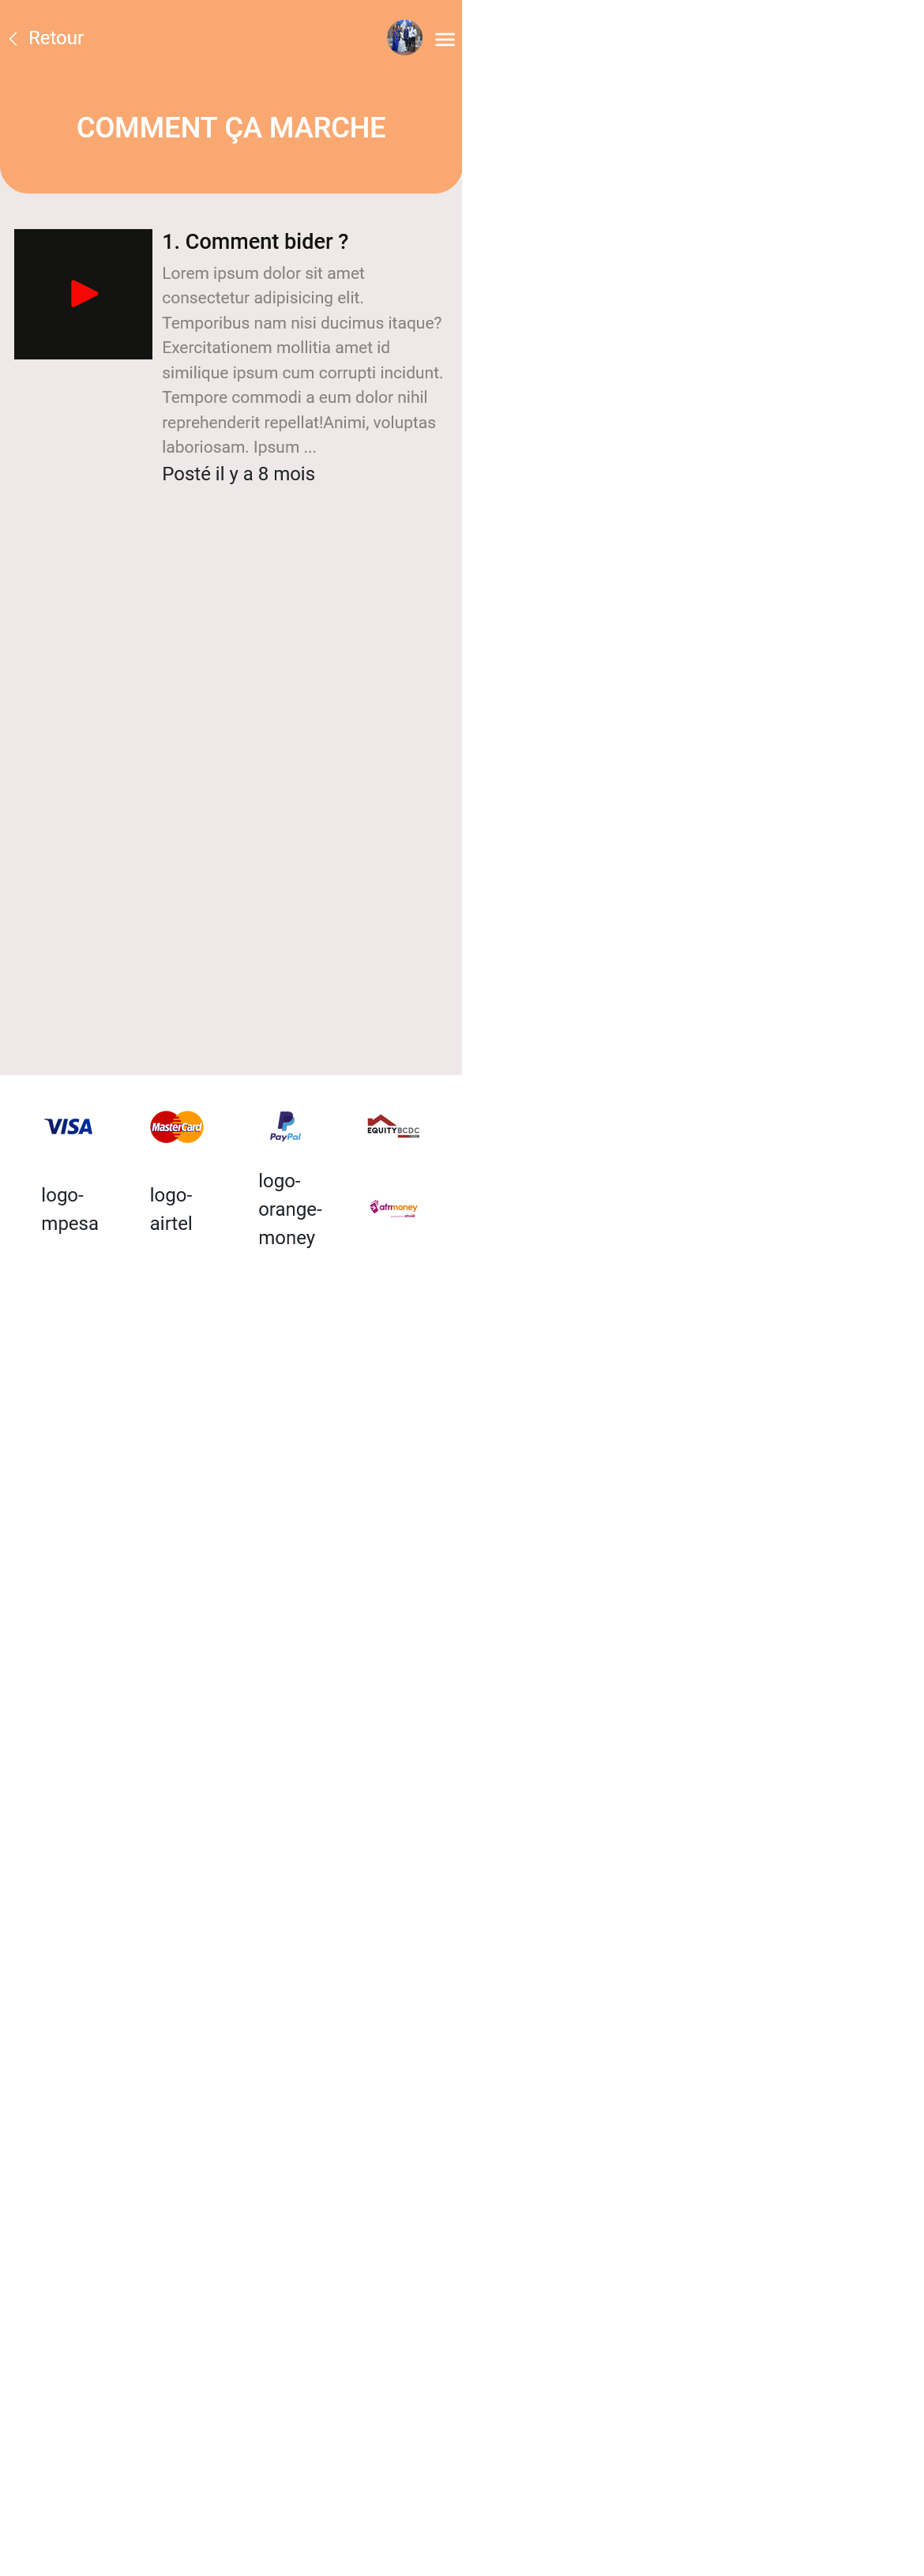 Retour
COMMENT ÇA MARCHE
1. Comment bider ?
Lorem ipsum dolor sit amet
consectetur adipisicing elit.
Temporibus nam nisi ducimus itaque?
Exercitationem mollitia amet id
similique ipsum cum corrupti incidunt.
Tempore commodi a eum dolor nihil
reprehenderit repellat!Animi, voluptas
laboriosam. Ipsum ...
Posté il y a 8 mois
VISA
MasterCard
PayPal
EQUITY BCDC
logo-
mpesa
logo-
airtel
logo-
orange-
money
afrimoney